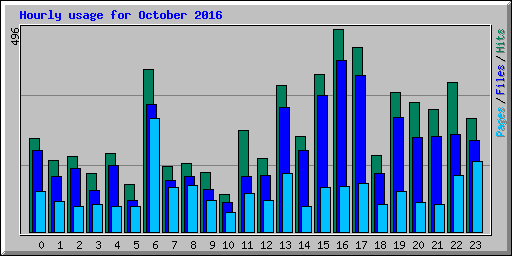 Hourly usage for October 2016
496
Pages / Files / Hits
0 1 2 3 4 5 6 7 8 9 10 11 12 13 14 15 16 17 18 19 20 21 22 23